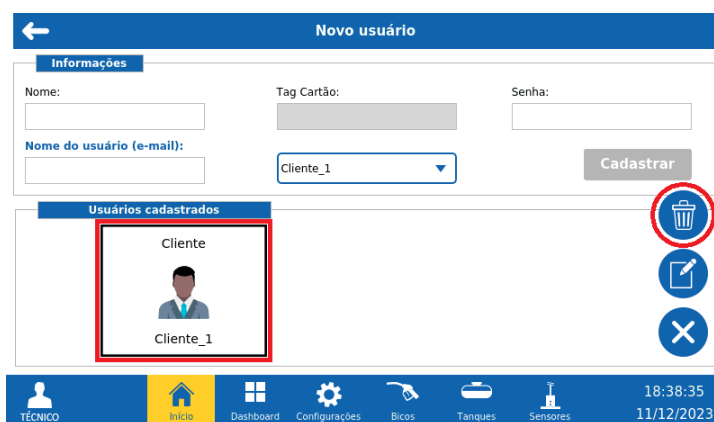 Novo usuário
Informações
Nome:
Tag Cartão:
Senha:
Nome do usuário (e-mail):
Cliente_1
Cadastrar
Usuários cadastrados
Cliente
Cliente_1
TÉCNICO
Início
Dashboard
Configurações
Bicos
Tanques
Sensores
18:38:35
11/12/2023